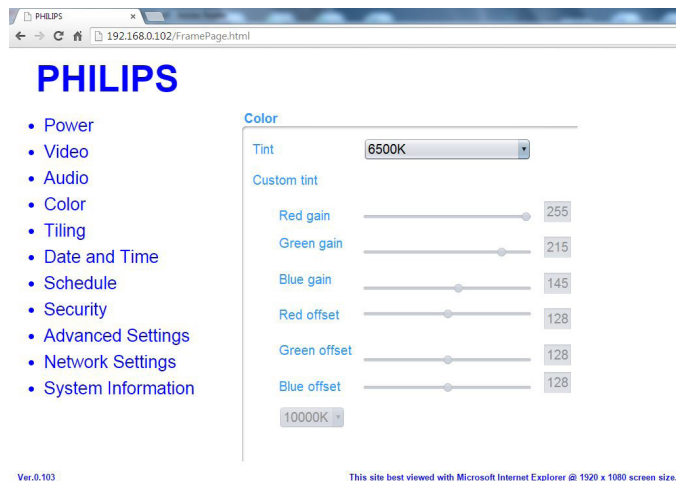 PHILIPS
192.168.0.102/FramePage.html
PHILIPS
Power
Video
Audio
Color
Tiling
Date and Time
Schedule
Security
Advanced Settings
Network Settings
System Information
Color
Tint 6500K
Custom tint
Red gain 255
Green gain 215
Blue gain 145
Red offset 128
Green offset 128
Blue offset 128
10000K
Ver.0.103
This site best viewed with Microsoft Internet Explorer @ 1920 x 1080 screen size.